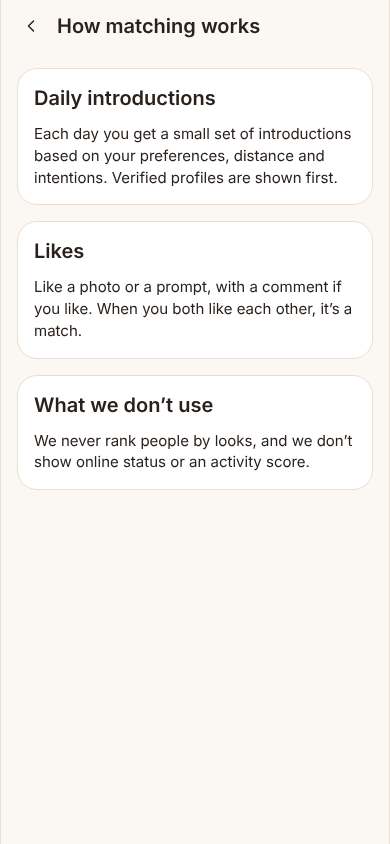 How matching works
Daily introductions
Each day you get a small set of introductions
based on your preferences, distance and
intentions. Verified profiles are shown first.
Likes
Like a photo or a prompt, with a comment if
you like. When you both like each other, it’s a
match.
What we don’t use
We never rank people by looks, and we don’t
show online status or an activity score.